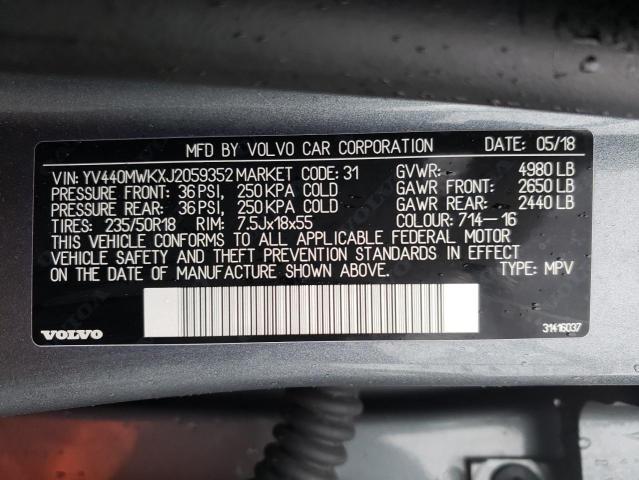 MFD BY VOLVO CAR CORPORATION DATE: 05/18
VIN: YV440MWKXJ2059352 MARKET CODE: 31 GVWR: 4980 LB
PRESSURE FRONT: 36 PSI, 250 KPA COLD GAWR FRONT: 2650 LB
PRESSURE REAR: 36 PSI, 250 KPA COLD GAWR REAR: 2440 LB
TIRES: 235/50R18 RIM: 7.5Jx18x55 COLOUR: 714-16
THIS VEHICLE CONFORMS TO ALL APPLICABLE FEDERAL MOTOR
VEHICLE SAFETY AND THEFT PREVENTION STANDARDS IN EFFECT
ON THE DATE OF MANUFACTURE SHOWN ABOVE. TYPE: MPV
VOLVO 31416037